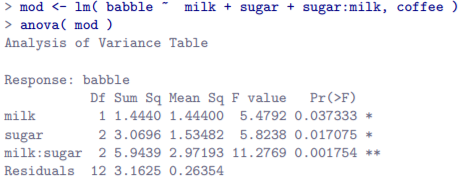 > mod <- lm( babble ~  milk + sugar + sugar:milk, coffee )
> anova( mod )
Analysis of Variance Table
Response: babble
           Df Sum Sq Mean Sq F value   Pr(>F)
milk        1 1.4440 1.44400  5.4792 0.037333 *
sugar       2 3.0696 1.53482  5.8238 0.017075 *
milk:sugar  2 5.9439 2.97193 11.2769 0.001754 **
Residuals  12 3.1625 0.26354